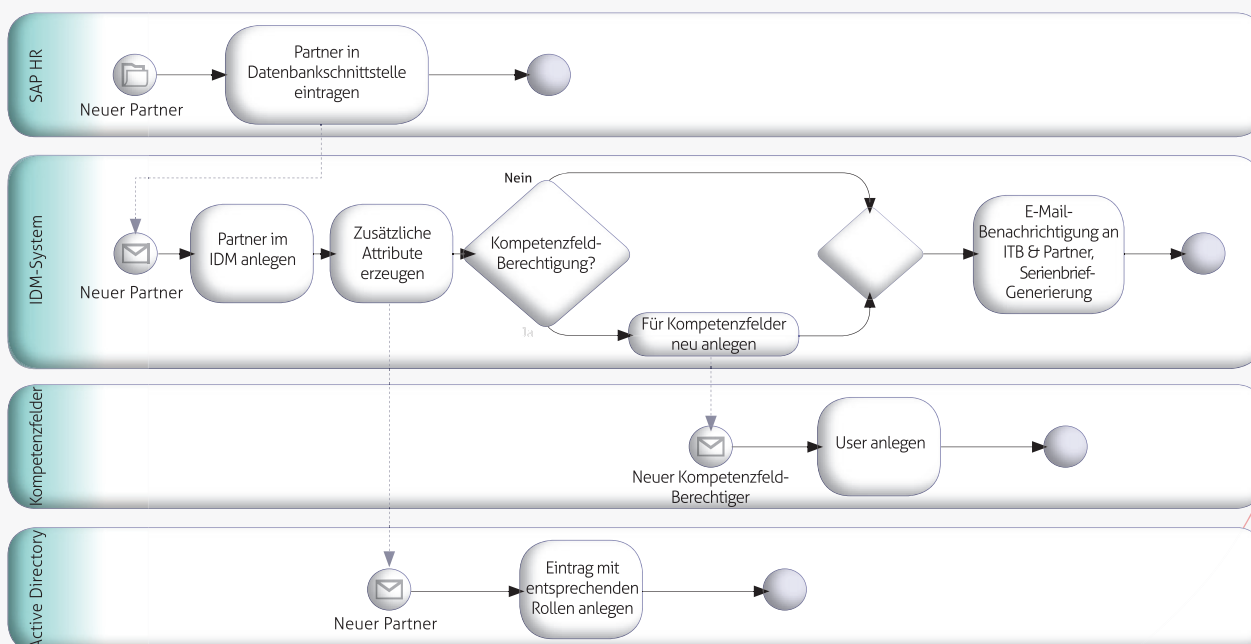 SAP HR
Neuer Partner
Partner in
Datenbankschnittstelle
eintragen
IDM-System
Neuer Partner
Partner im
IDM anlegen
Zusätzliche
Attribute
erzeugen
Nein
Kompetenzfeld-
Berechtigung?
Für Kompetenzfelder
neu anlegen
E-Mail-
Benachrichtigung an
ITB & Partner,
Serienbrief-
Generierung
Kompetenzfelder
Neuer Kompetenzfeld-
Berechtiger
User anlegen
Active Directory
Neuer Partner
Eintrag mit
entsprechenden
Rollen anlegen